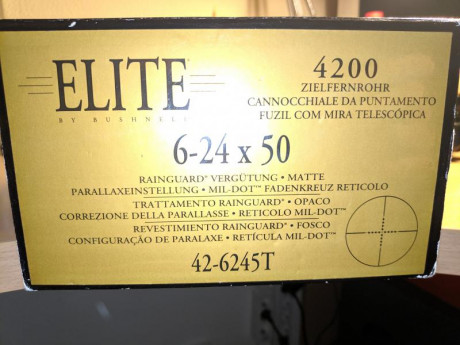 ELITE
BY BUSHNELL
4200
ZIELFERNROHR
CANNOCCHIALE DA PUNTAMENTO
FUZIL COM MIRA TELESCÓPICA
6-24 x 50
RAINGUARD® VERGÜTUNG • MATTE
PARALLAXEINSTELLUNG • MIL-DOT™ FADENKREUZ RETICOLO
TRATTAMENTO RAINGUARD® • OPACO
CORREZIONE DELLA PARALLASSE • RETICOLO MIL-DOT™
REVESTIMENTO RAINGUARD® • FOSCO
CONFIGURAÇÃO DE PARALAXE • RETÍCULA MIL-DOT™
42-6245T